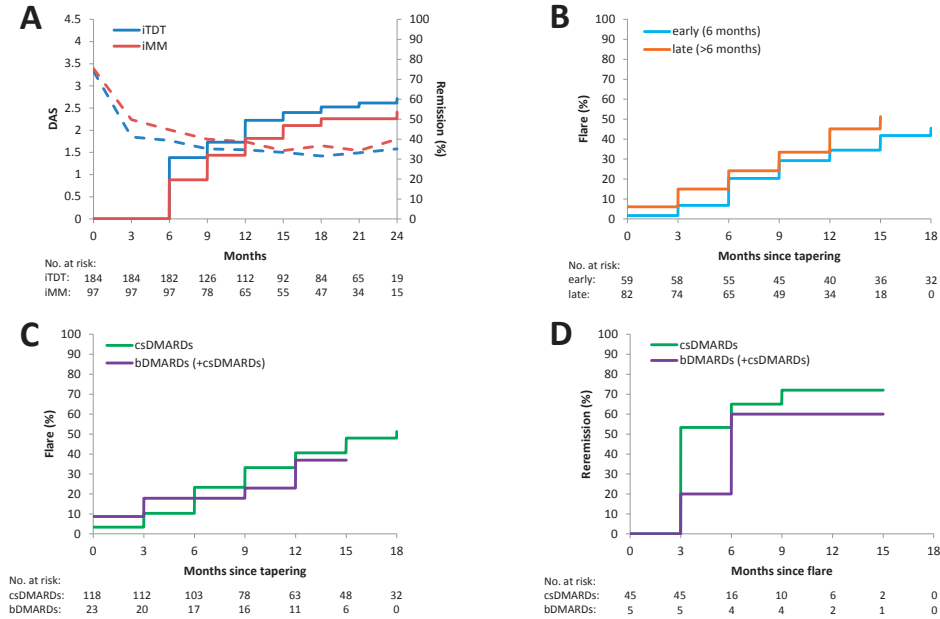 A
4.5
4
3.5
3
2.5
2
1.5
1
0.5
0
DAS
iTDT
iMM
100
90
80
70
60
50
40
30
20
10
0
Remission (%)
0 3 6 9 12 15 18 21 24
Months
No. at risk:
iTDT: 184 184 182 126 112 92 84 65 19
iMM: 97 97 97 78 65 55 47 34 15
B
100
90
80
70
60
50
40
30
20
10
0
Flare (%)
early (6 months)
late (>6 months)
0 3 6 9 12 15 18
Months since tapering
No. at risk:
early: 59 58 55 45 40 36 32
late: 82 74 65 49 34 18 0
C
100
90
80
70
60
50
40
30
20
10
0
Flare (%)
csDMARDs
bDMARDs (+csDMARDs)
0 3 6 9 12 15 18
Months since tapering
No. at risk:
csDMARDs: 118 112 103 78 63 48 32
bDMARDs: 23 20 17 16 11 6 0
D
100
90
80
70
60
50
40
30
20
10
0
Reremission (%)
csDMARDs
bDMARDs (+csDMARDs)
0 3 6 9 12 15 18
Months since flare
No. at risk:
csDMARDs: 45 45 16 10 6 2 0
bDMARDs: 5 5 4 4 2 1 0